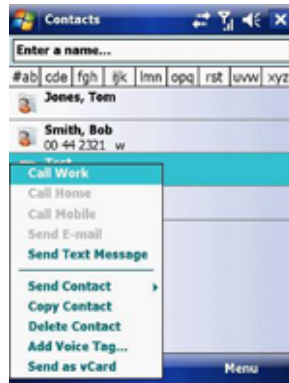 Contacts
Enter a name...
#ab cde fgh ijk lmn opq rst uvw xyz
Jones, Tom
Smith, Bob
00 44 2321 w
Test
Call Work
Call Home
Call Mobile
Send E-mail
Send Text Message
Send Contact
Copy Contact
Delete Contact
Add Voice Tag...
Send as vCard
Menu